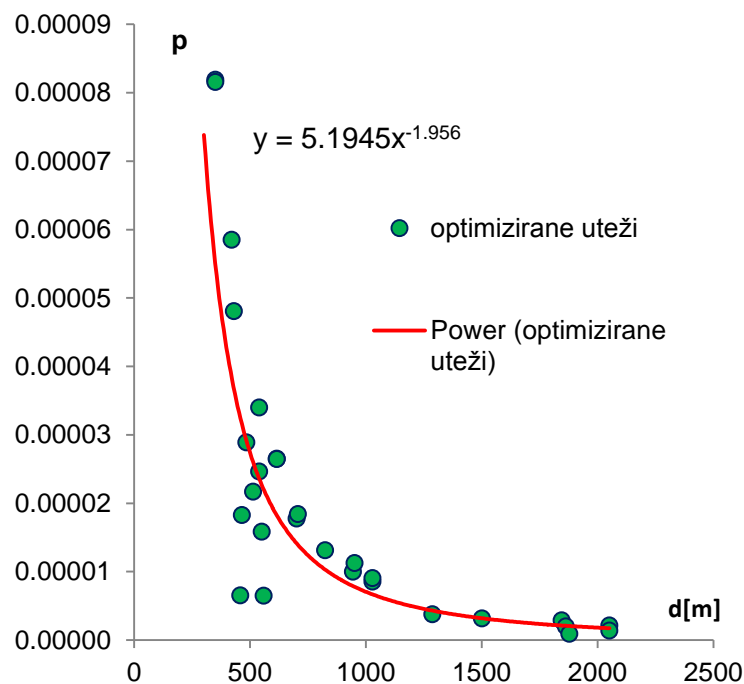 p
0.00009
0.00008
0.00007
0.00006
0.00005
0.00004
0.00003
0.00002
0.00001
0.00000
y = 5.1945x^-1.956
optimizirane uteži
Power (optimizirane
uteži)
d[m]
0 500 1000 1500 2000 2500